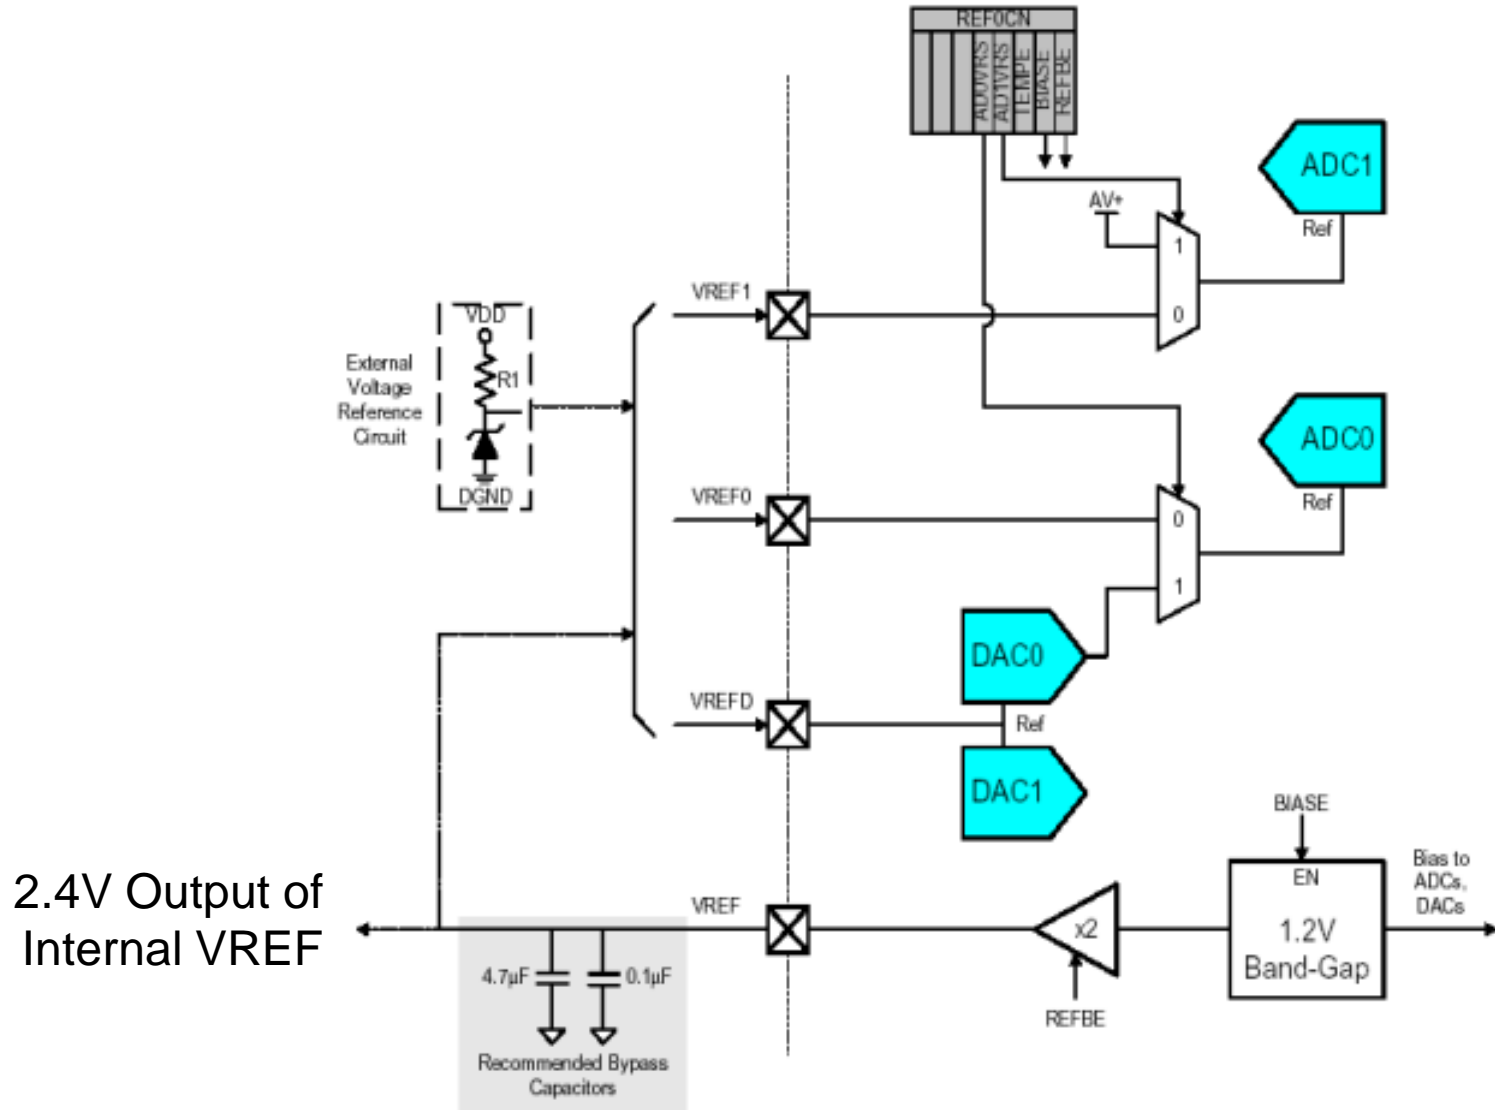 REF0CN
AD0VRS
AD1VRS
TEMPE
BIASE
REFBE
ADC1
Ref
AV+
1
0
VREF1
VDD
R1
DGND
External
Voltage
Reference
Circuit
ADC0
Ref
VREF0
0
1
DAC0
VREFD
Ref
DAC1
BIASE
EN
1.2V
Band-Gap
Bias to
ADCs,
DACs
x2
REFBE
VREF
2.4V Output of
Internal VREF
4.7µF
0.1µF
Recommended Bypass
Capacitors